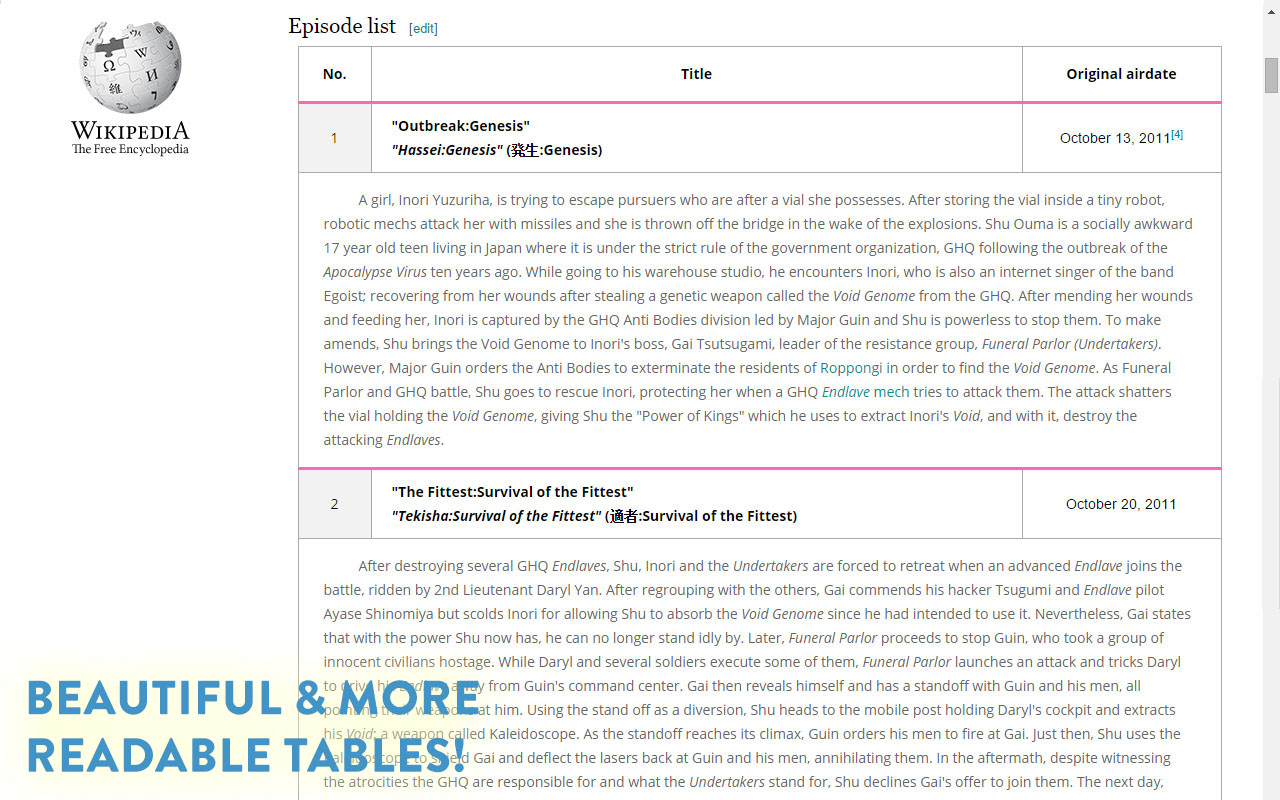 WIKIPEDIA
The Free Encyclopedia
Episode list [edit]
No. Title Original airdate
1 "Outbreak:Genesis"
"Hassei:Genesis" (発生:Genesis) October 13, 2011[4]
A girl, Inori Yuzuriha, is trying to escape pursuers who are after a vial she possesses. After storing the vial inside a tiny robot,
robotic mechs attack her with missiles and she is thrown off the bridge in the wake of the explosions. Shu Ouma is a socially awkward
17 year old teen living in Japan where it is under the strict rule of the government organization, GHQ following the outbreak of the
Apocalypse Virus ten years ago. While going to his warehouse studio, he encounters Inori, who is also an internet singer of the band
Egoist; recovering from her wounds after stealing a genetic weapon called the Void Genome from the GHQ. After mending her wounds
and feeding her, Inori is captured by the GHQ Anti Bodies division led by Major Guin and Shu is powerless to stop them. To make
amends, Shu brings the Void Genome to Inori's boss, Gai Tsutsugami, leader of the resistance group, Funeral Parlor (Undertakers).
However, Major Guin orders the Anti Bodies to exterminate the residents of Roppongi in order to find the Void Genome. As Funeral
Parlor and GHQ battle, Shu goes to rescue Inori, protecting her when a GHQ Endlave mech tries to attack them. The attack shatters
the vial holding the Void Genome, giving Shu the "Power of Kings" which he uses to extract Inori's Void, and with it, destroy the
attacking Endlaves.
2 "The Fittest:Survival of the Fittest"
"Tekisha:Survival of the Fittest" (適者:Survival of the Fittest) October 20, 2011
After destroying several GHQ Endlaves, Shu, Inori and the Undertakers are forced to retreat when an advanced Endlave joins the
battle, ridden by 2nd Lieutenant Daryl Yan. After regrouping with the others, Gai commends his hacker Tsugumi and Endlave pilot
Ayase Shinomiya but scolds Inori for allowing Shu to absorb the Void Genome since he had intended to use it. Nevertheless, Gai states
that with the power Shu now has, he can no longer stand idly by. Later, Funeral Parlor proceeds to stop Guin, who took a group of
innocent civilians hostage. While Daryl and several soldiers execute some of them, Funeral Parlor launches an attack and tricks Daryl
to drive his Endlave away from Guin's command center. Gai then reveals himself and has a standoff with Guin and his men, all
pointing their weapons at him. Using the stand off as a diversion, Shu heads to the mobile post holding Daryl's cockpit and extracts
his Void: a weapon called Kaleidoscope. As the standoff reaches its climax, Guin orders his men to fire at Gai. Just then, Shu uses the
Kaleidoscope to shield Gai and deflect the lasers back at Guin and his men, annihilating them. In the aftermath, despite witnessing
the atrocities the GHQ are responsible for and what the Undertakers stand for, Shu declines Gai's offer to join them. The next day,
BEAUTIFUL & MORE
READABLE TABLES!